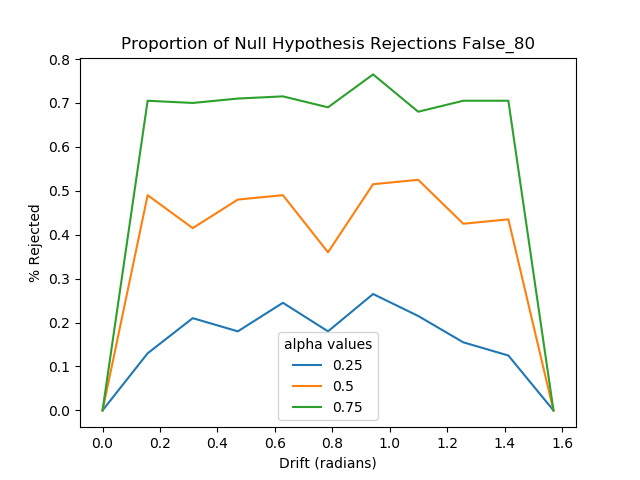 Proportion of Null Hypothesis Rejections False_80
% Rejected
0.8
0.7
0.6
0.5
0.4
0.3
0.2
0.1
0.0
alpha values
0.25
0.5
0.75
0.0 0.2 0.4 0.6 0.8 1.0 1.2 1.4 1.6
Drift (radians)